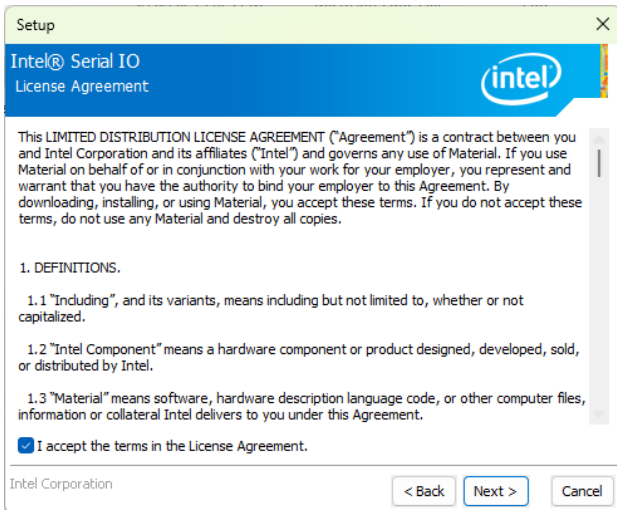 Setup
Intel® Serial IO
License Agreement
intel
This LIMITED DISTRIBUTION LICENSE AGREEMENT (“Agreement”) is a contract between you
and Intel Corporation and its affiliates (“Intel”) and governs any use of Material. If you use
Material on behalf of or in conjunction with your work for your employer, you represent and
warrant that you have the authority to bind your employer to this Agreement. By
downloading, installing, or using Material, you accept these terms. If you do not accept these
terms, do not use any Material and destroy all copies.
1. DEFINITIONS.
1.1 “Including”, and its variants, means including but not limited to, whether or not
capitalized.
1.2 “Intel Component” means a hardware component or product designed, developed, sold,
or distributed by Intel.
1.3 “Material” means software, hardware description language code, or other computer files,
information or collateral Intel delivers to you under this Agreement.
I accept the terms in the License Agreement.
Intel Corporation
< Back Next > Cancel